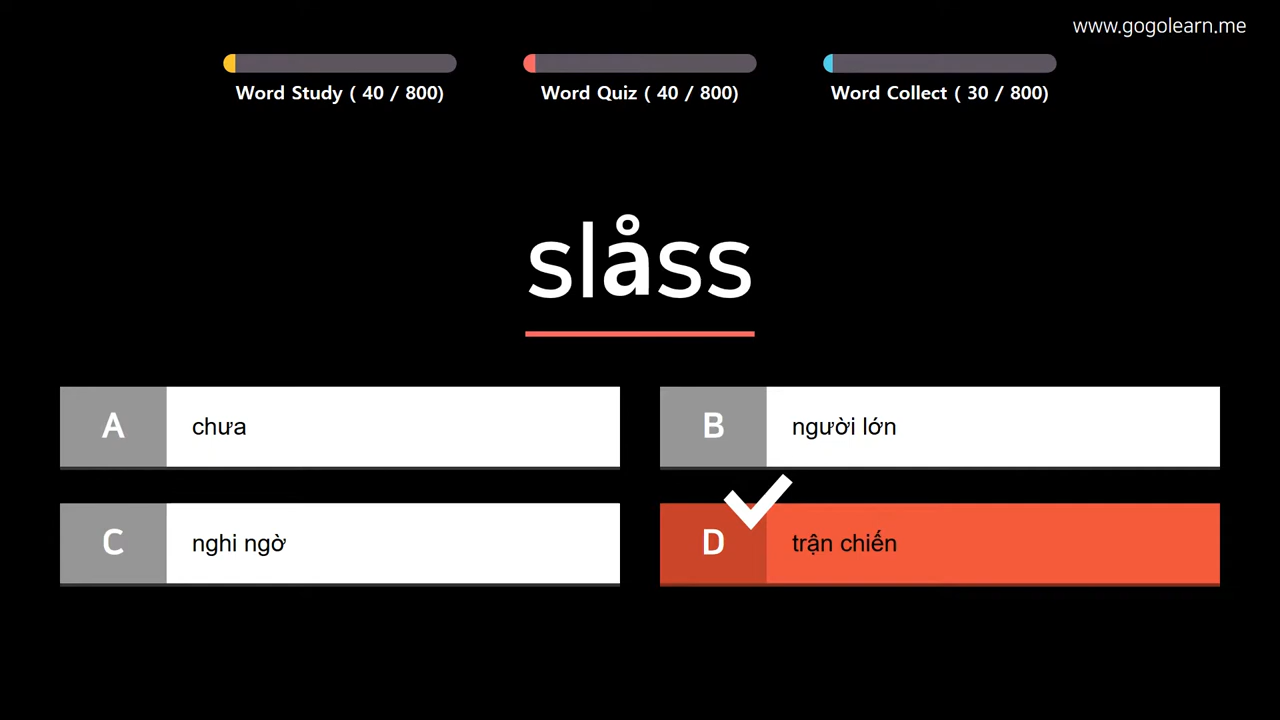 www.gogolearn.me
Word Study ( 40 / 800)
Word Quiz ( 40 / 800)
Word Collect ( 30 / 800)
slåss
A chưa
B người lớn
C nghi ngờ
D trận chiến